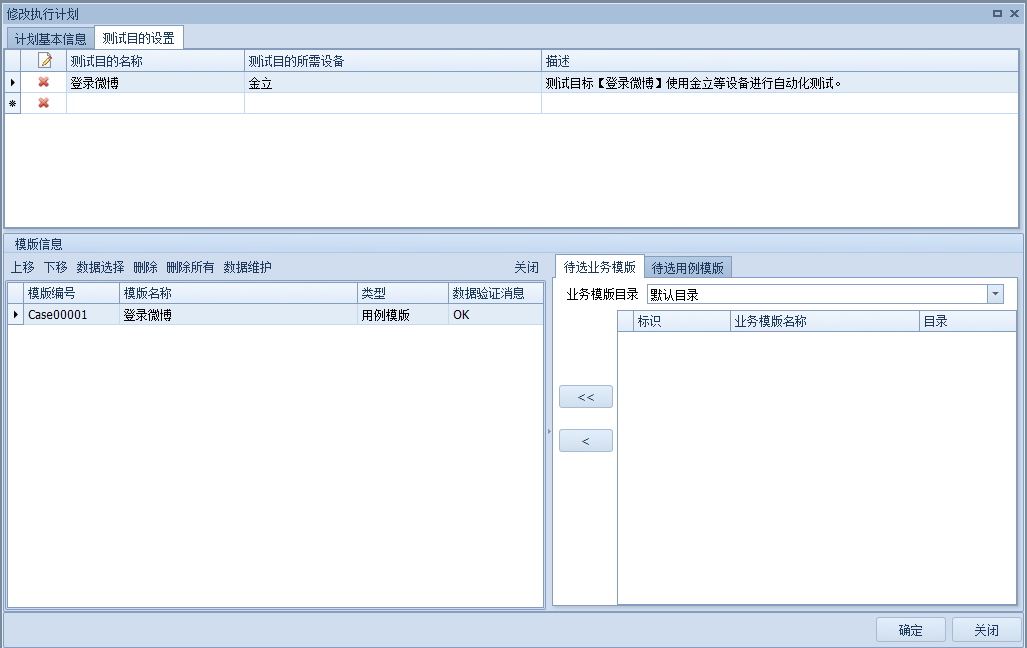 修改执行计划
计划基本信息 测试目的设置
测试目的名称 测试目的所需设备 描述
登录微博 金立 测试目标【登录微博】使用金立等设备进行自动化测试。
模版信息
上移 下移 数据选择 删除 删除所有 数据维护 关闭
模版编号 模版名称 类型 数据验证消息
Case00001 登录微博 用例模版 OK
待选业务模版 待选用例模版
业务模版目录 默认目录
标识 业务模版名称 目录
<<
<
确定 关闭